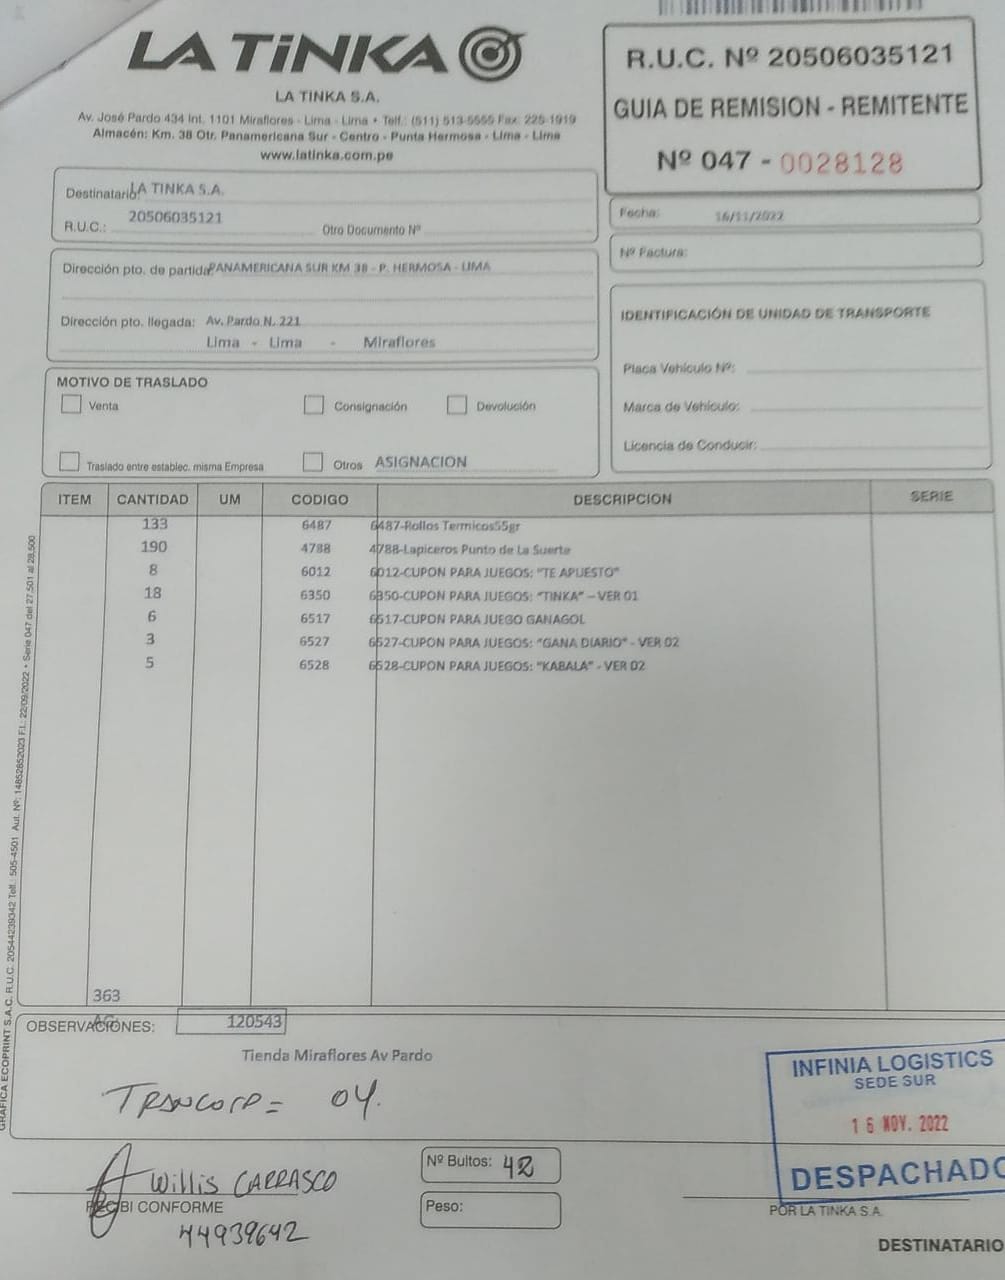 LA TiNKA
LA TINKA S.A.
Av. José Pardo 434 Int. 1101 Miraflores - Lima - Lima • Telf.: (511) 513-5555 Fax: 225-1919
Almacén: Km. 38 Otr. Panamericana Sur - Centro - Punta Hermosa - Lima - Lima
www.latinka.com.pe
R.U.C. Nº 20506035121
GUIA DE REMISION - REMITENTE
Nº 047 - 0028128
Destinatario: LA TINKA S.A.
R.U.C.: 20506035121 Otro Documento Nº
Fecha: 16/11/2022
Nº Factura:
Dirección pto. de partida: PANAMERICANA SUR KM 38 - P. HERMOSA - LIMA
Dirección pto. llegada: Av. Pardo N. 221
Lima - Lima - Miraflores
IDENTIFICACIÓN DE UNIDAD DE TRANSPORTE
Placa Vehículo Nº:
Marca de Vehículo:
Licencia de Conducir:
MOTIVO DE TRASLADO
Venta Consignación Devolución
Traslado entre establec. misma Empresa Otros ASIGNACION
ITEM CANTIDAD UM CODIGO DESCRIPCION SERIE
133 6487 6487-Rollos Termicos55gr
190 4788 4788-Lapiceros Punto de La Suerte
8 6012 6012-CUPON PARA JUEGOS: "TE APUESTO"
18 6350 6350-CUPON PARA JUEGOS: "TINKA" – VER 01
6 6517 6517-CUPON PARA JUEGO GANAGOL
3 6527 6527-CUPON PARA JUEGOS: "GANA DIARIO" - VER 02
5 6528 6528-CUPON PARA JUEGOS: "KABALA" - VER 02
363
OBSERVACIONES: 120543
Tienda Miraflores Av Pardo
TRANCORP = 04.
INFINIA LOGISTICS
SEDE SUR
16 NOV. 2022
DESPACHADO
Willis CARRASCO
RECIBI CONFORME
44939642
Nº Bultos: 42
Peso:
POR LA TINKA S.A.
DESTINATARIO
GRAFICA ECOPRINT S.A.C. R.U.C. 20544239342 Telf.: 505-4501 Aut. Nº: 14852852023 F.I.: 22/09/2022 • Serie 047 del 27,501 al 28,500